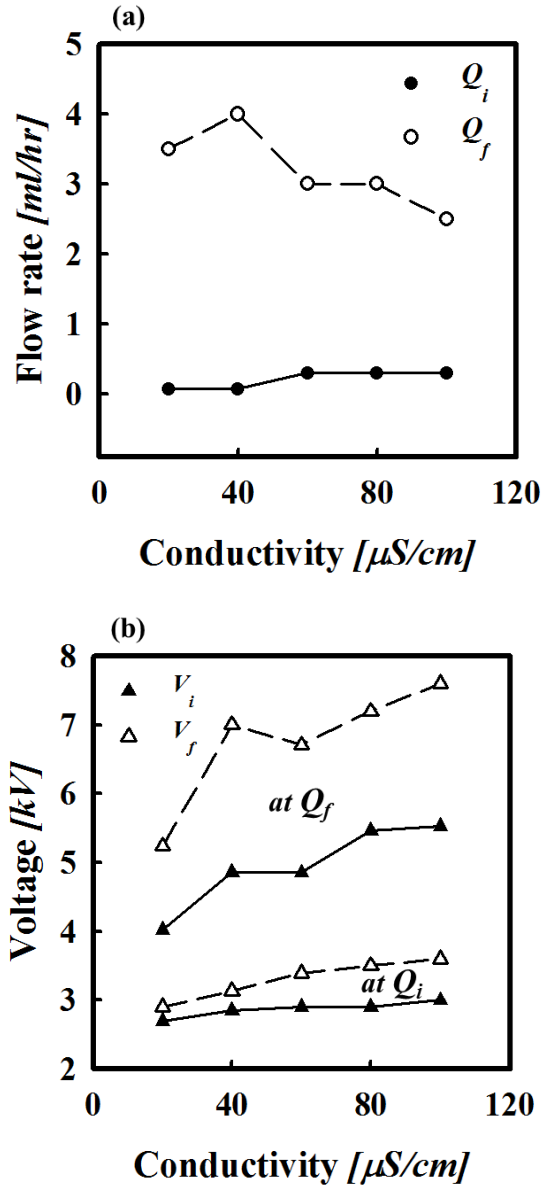 (a)
5
4
3
2
1
0
Flow rate [ml/hr]
Q_i
Q_f
0 40 80 120
Conductivity [μS/cm]
(b)
8
7
6
5
4
3
2
Voltage [kV]
V_i
V_f
at Q_f
at Q_i
0 40 80 120
Conductivity [μS/cm]